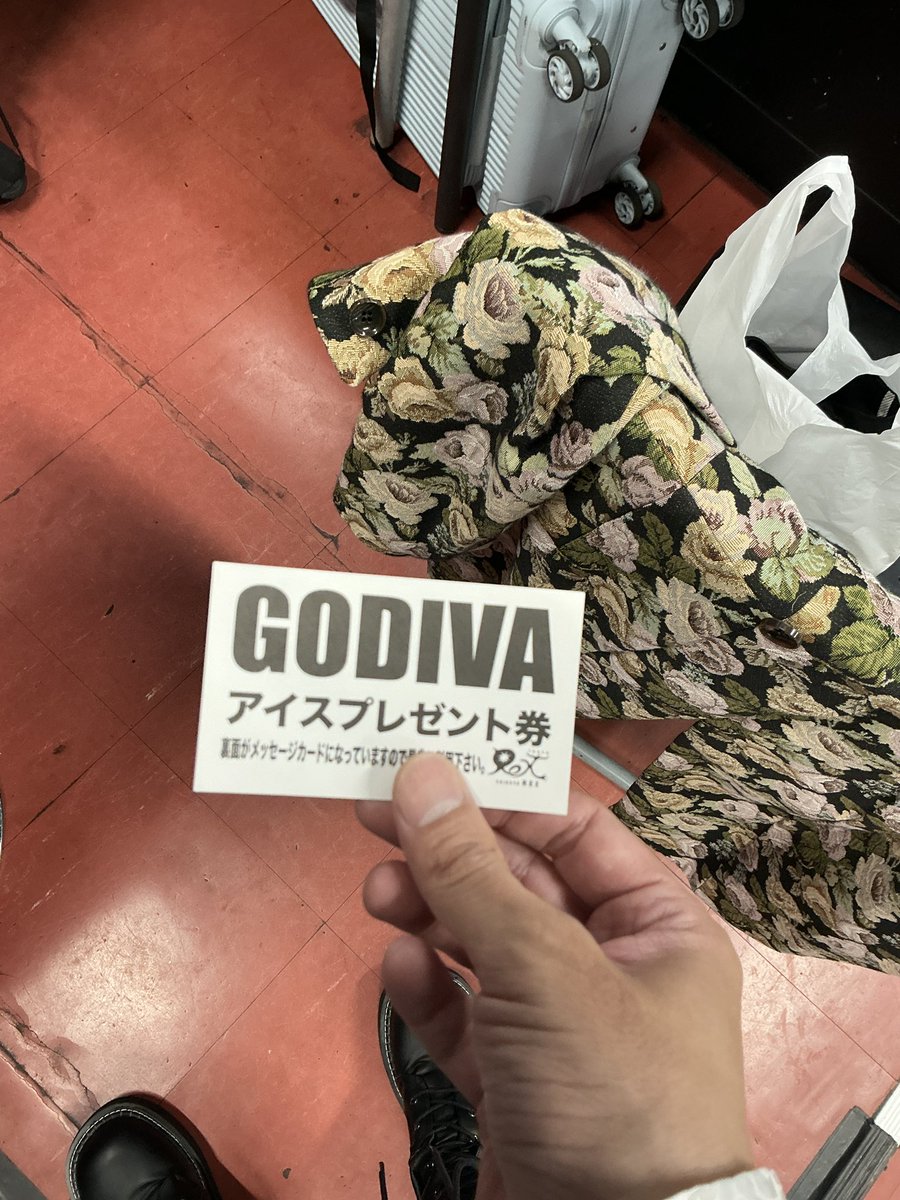 GODIVA
アイスプレゼント券
裏面がメッセージカードになっていますので下さい。